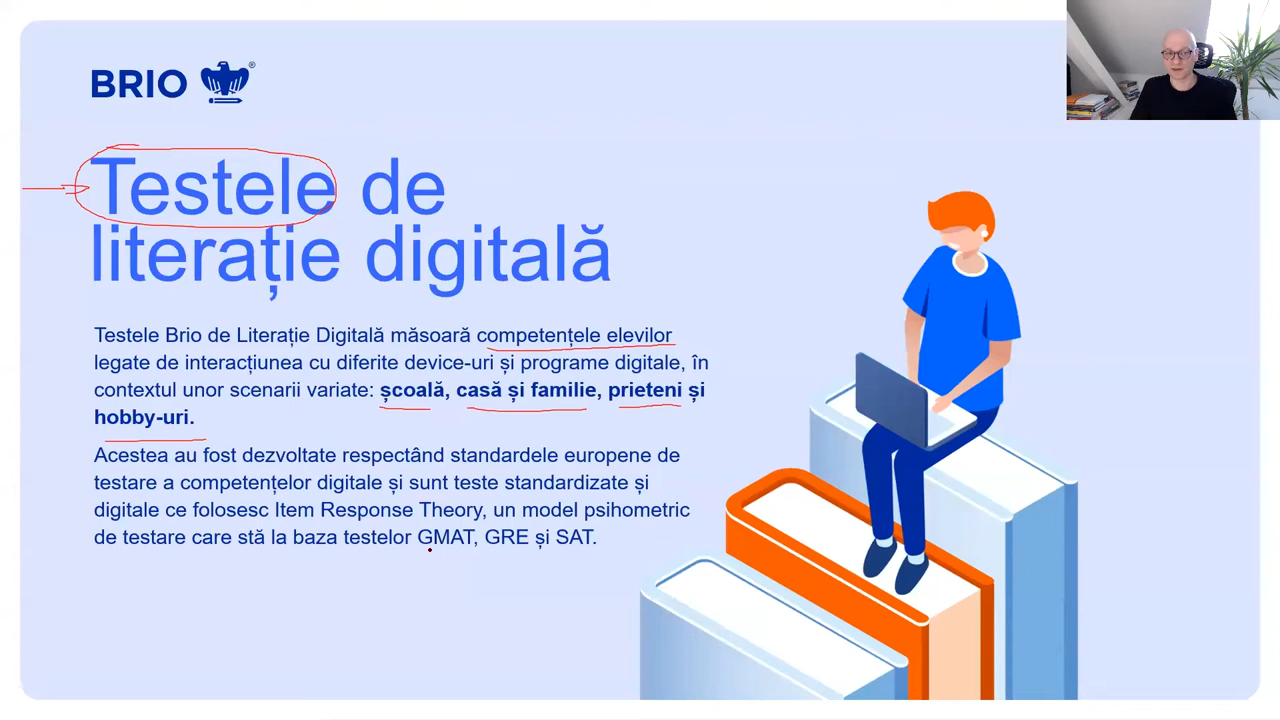 BRIO ®
Testele de
literație digitală
Testele Brio de Literație Digitală măsoară competențele elevilor
legate de interacțiunea cu diferite device-uri și programe digitale, în
contextul unor scenarii variate: școală, casă și familie, prieteni și
hobby-uri.
Acestea au fost dezvoltate respectând standardele europene de
testare a competențelor digitale și sunt teste standardizate și
digitale ce folosesc Item Response Theory, un model psihometric
de testare care stă la baza testelor GMAT, GRE și SAT.